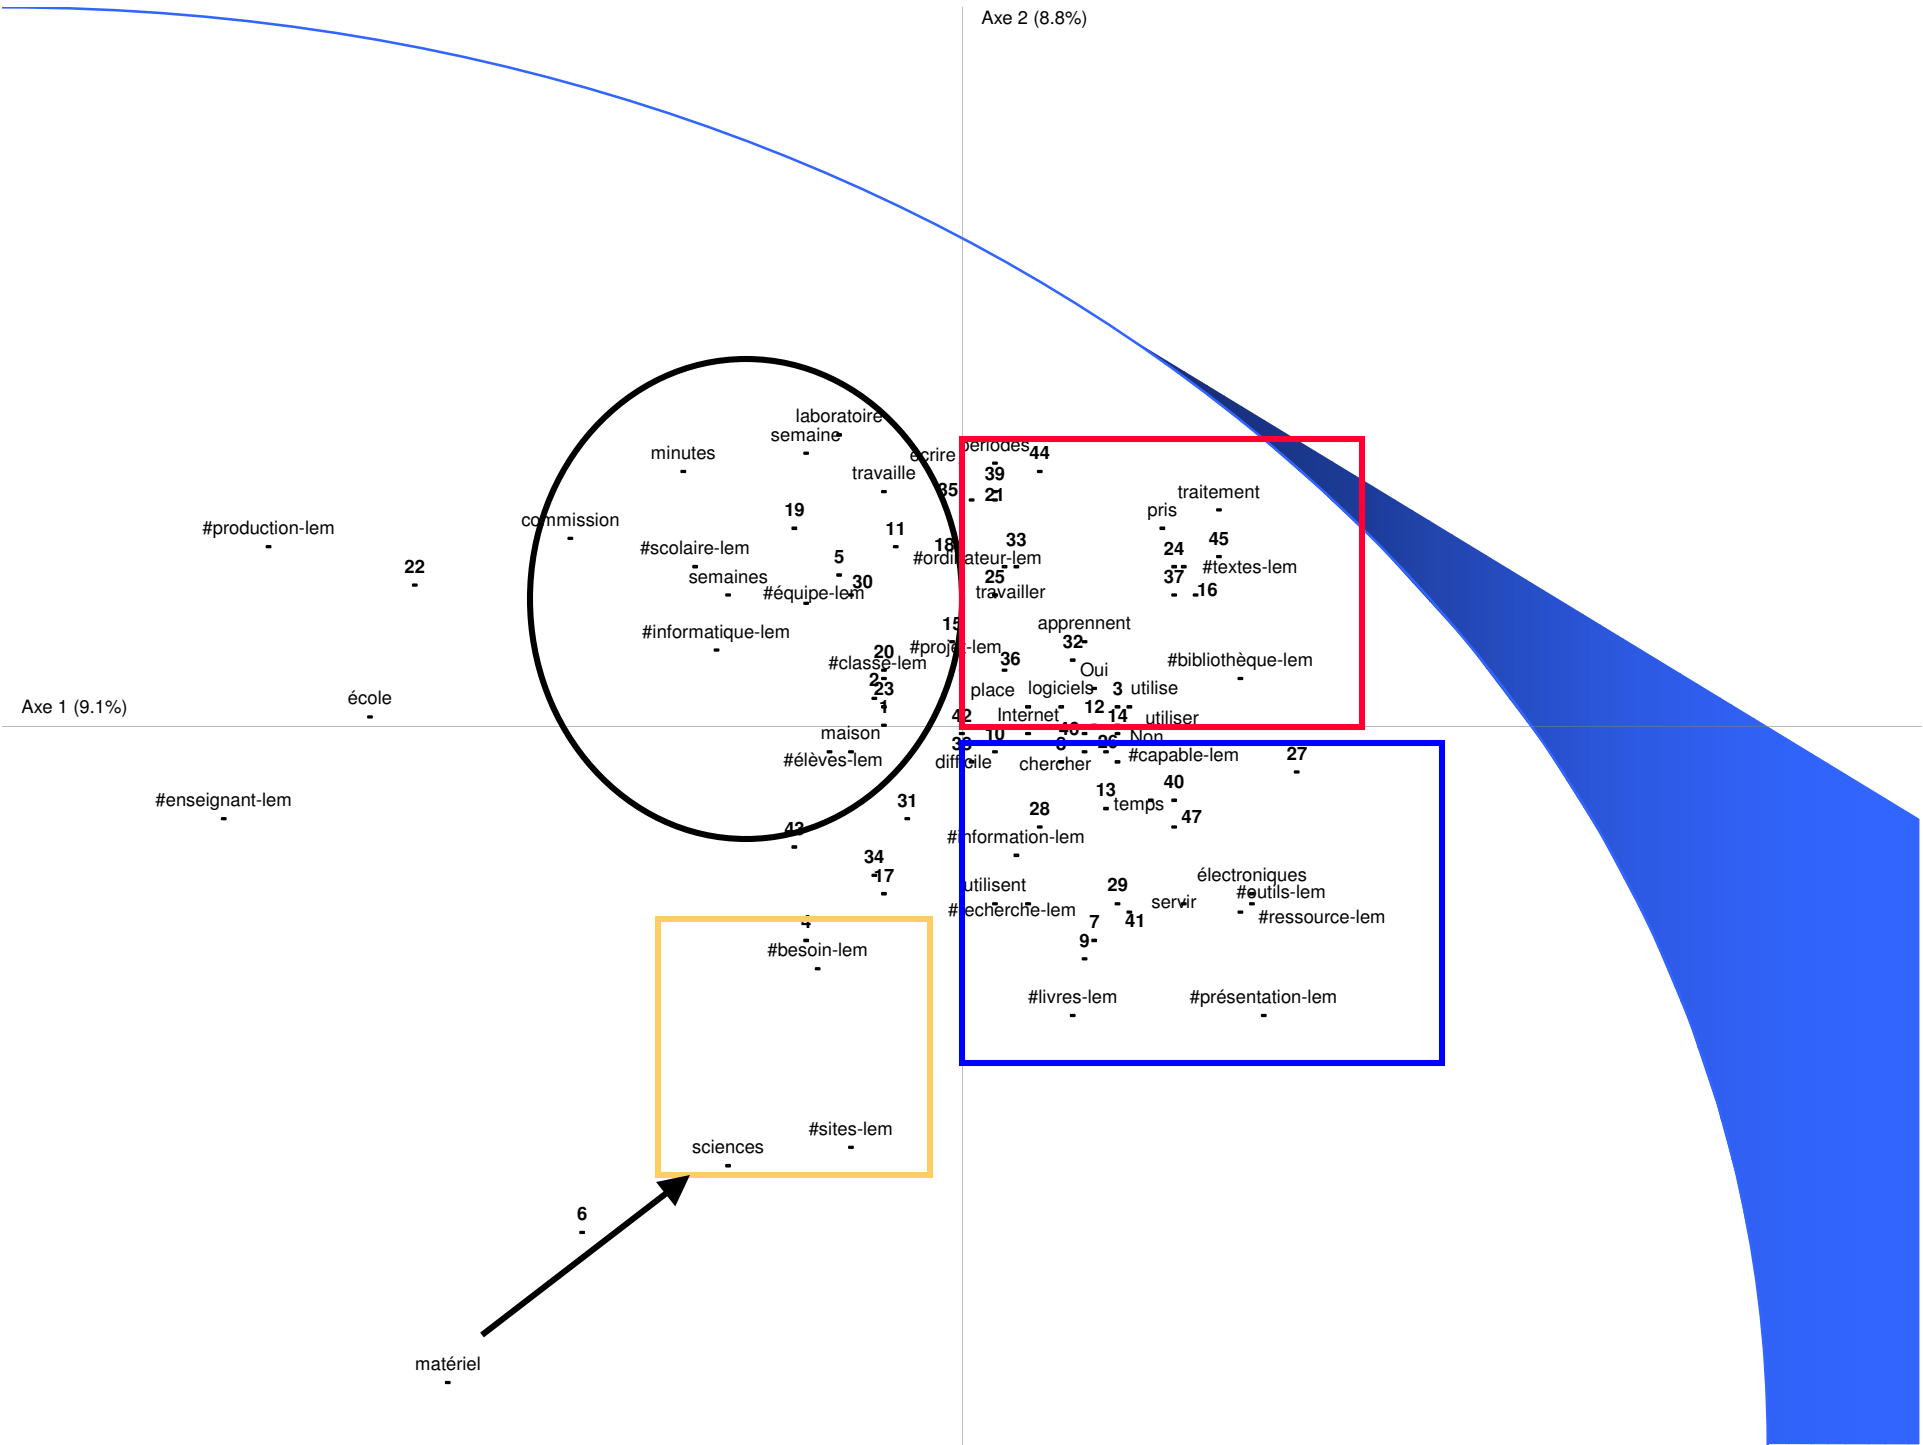 Axe 2 (8.8%)
laboratoire
semaine
périodes
minutes
écrire
44
travaille
39
35
21
traitement
19
pris
#production-lem
commission
11
18
33
45
#scolaire-lem
24
5
#ordinateur-lem
22
#textes-lem
semaines
30
25
37
#équipe-lem
travailler
16
15
apprennent
#informatique-lem
20
#projet-lem
32
#classe-lem
36
#bibliothèque-lem
2
Oui
23
place
logiciels
3
utilise
école
Axe 1 (9.1%)
1
42
Internet
12
14
utiliser
maison
10
Non
26
#élèves-lem
difficile
chercher
#capable-lem
27
#enseignant-lem
31
13
temps
40
28
47
43
#information-lem
34
17
utilisent
29
électroniques
#outils-lem
#recherche-lem
servir
#ressource-lem
4
7
41
#besoin-lem
9
#livres-lem
#présentation-lem
#sites-lem
sciences
6
matériel